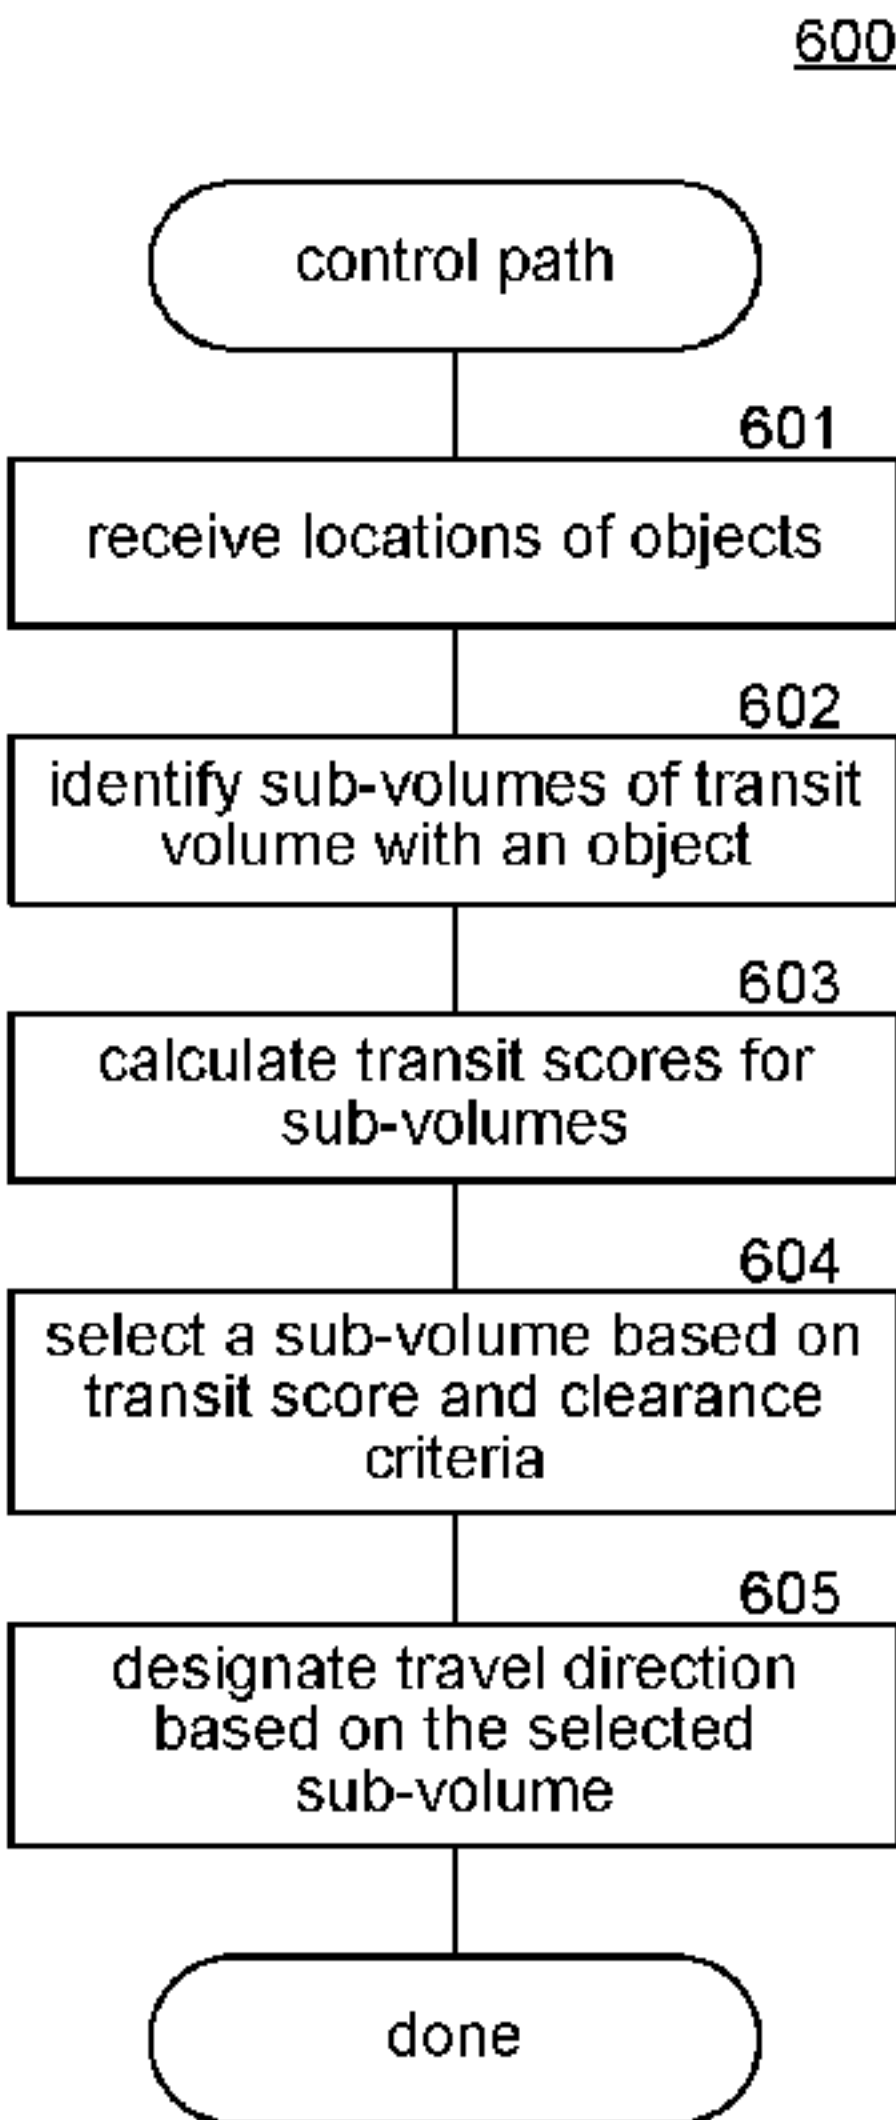 600
control path
601
receive locations of objects
602
identify sub-volumes of transit
volume with an object
603
calculate transit scores for
sub-volumes
604
select a sub-volume based on
transit score and clearance
criteria
605
designate travel direction
based on the selected
sub-volume
done